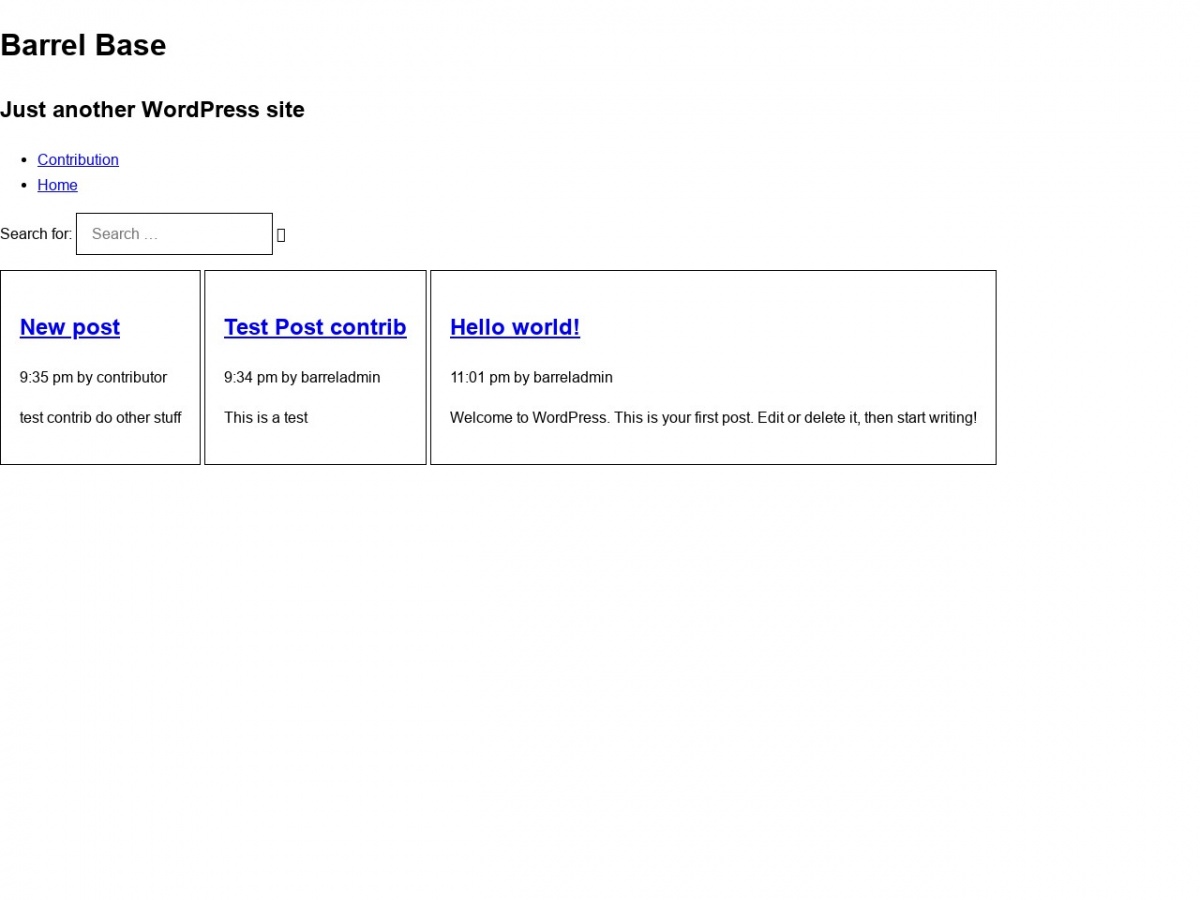 Barrel Base
Just another WordPress site
Contribution
Home
Search for: Search …
New post
9:35 pm by contributor
test contrib do other stuff
Test Post contrib
9:34 pm by barreladmin
This is a test
Hello world!
11:01 pm by barreladmin
Welcome to WordPress. This is your first post. Edit or delete it, then start writing!